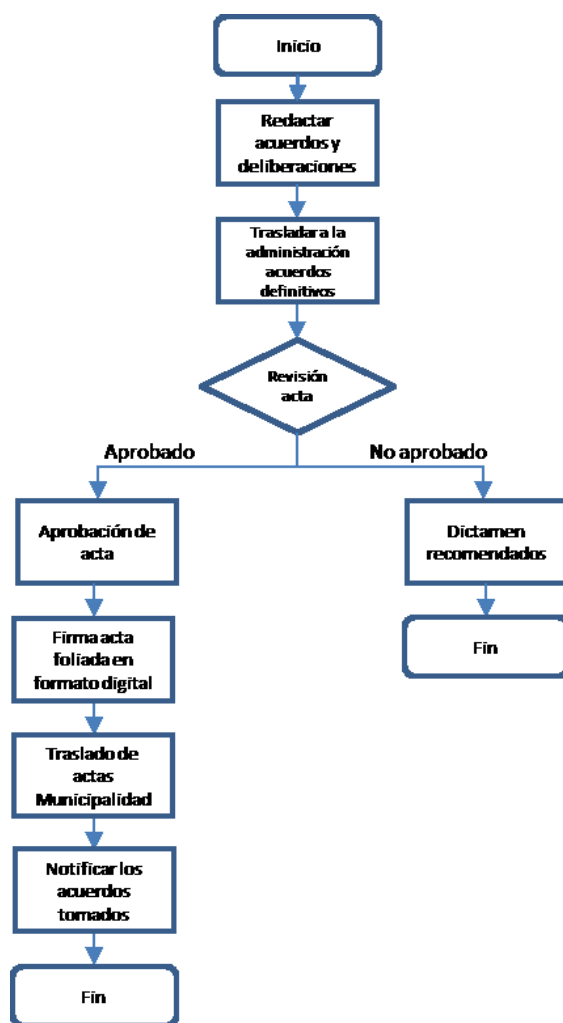 Inicio
Redactar
acuerdos y
deliberaciones
Trasladar a la
administración
acuerdos
definitivos
Revisión
acta
Aprobado
No aprobado
Aprobación de
acta
Dictamen
recomendados
Firma acta
foliada en
formato digital
Fin
Traslado de
actas
Municipalidad
Notificar los
acuerdos
tomados
Fin